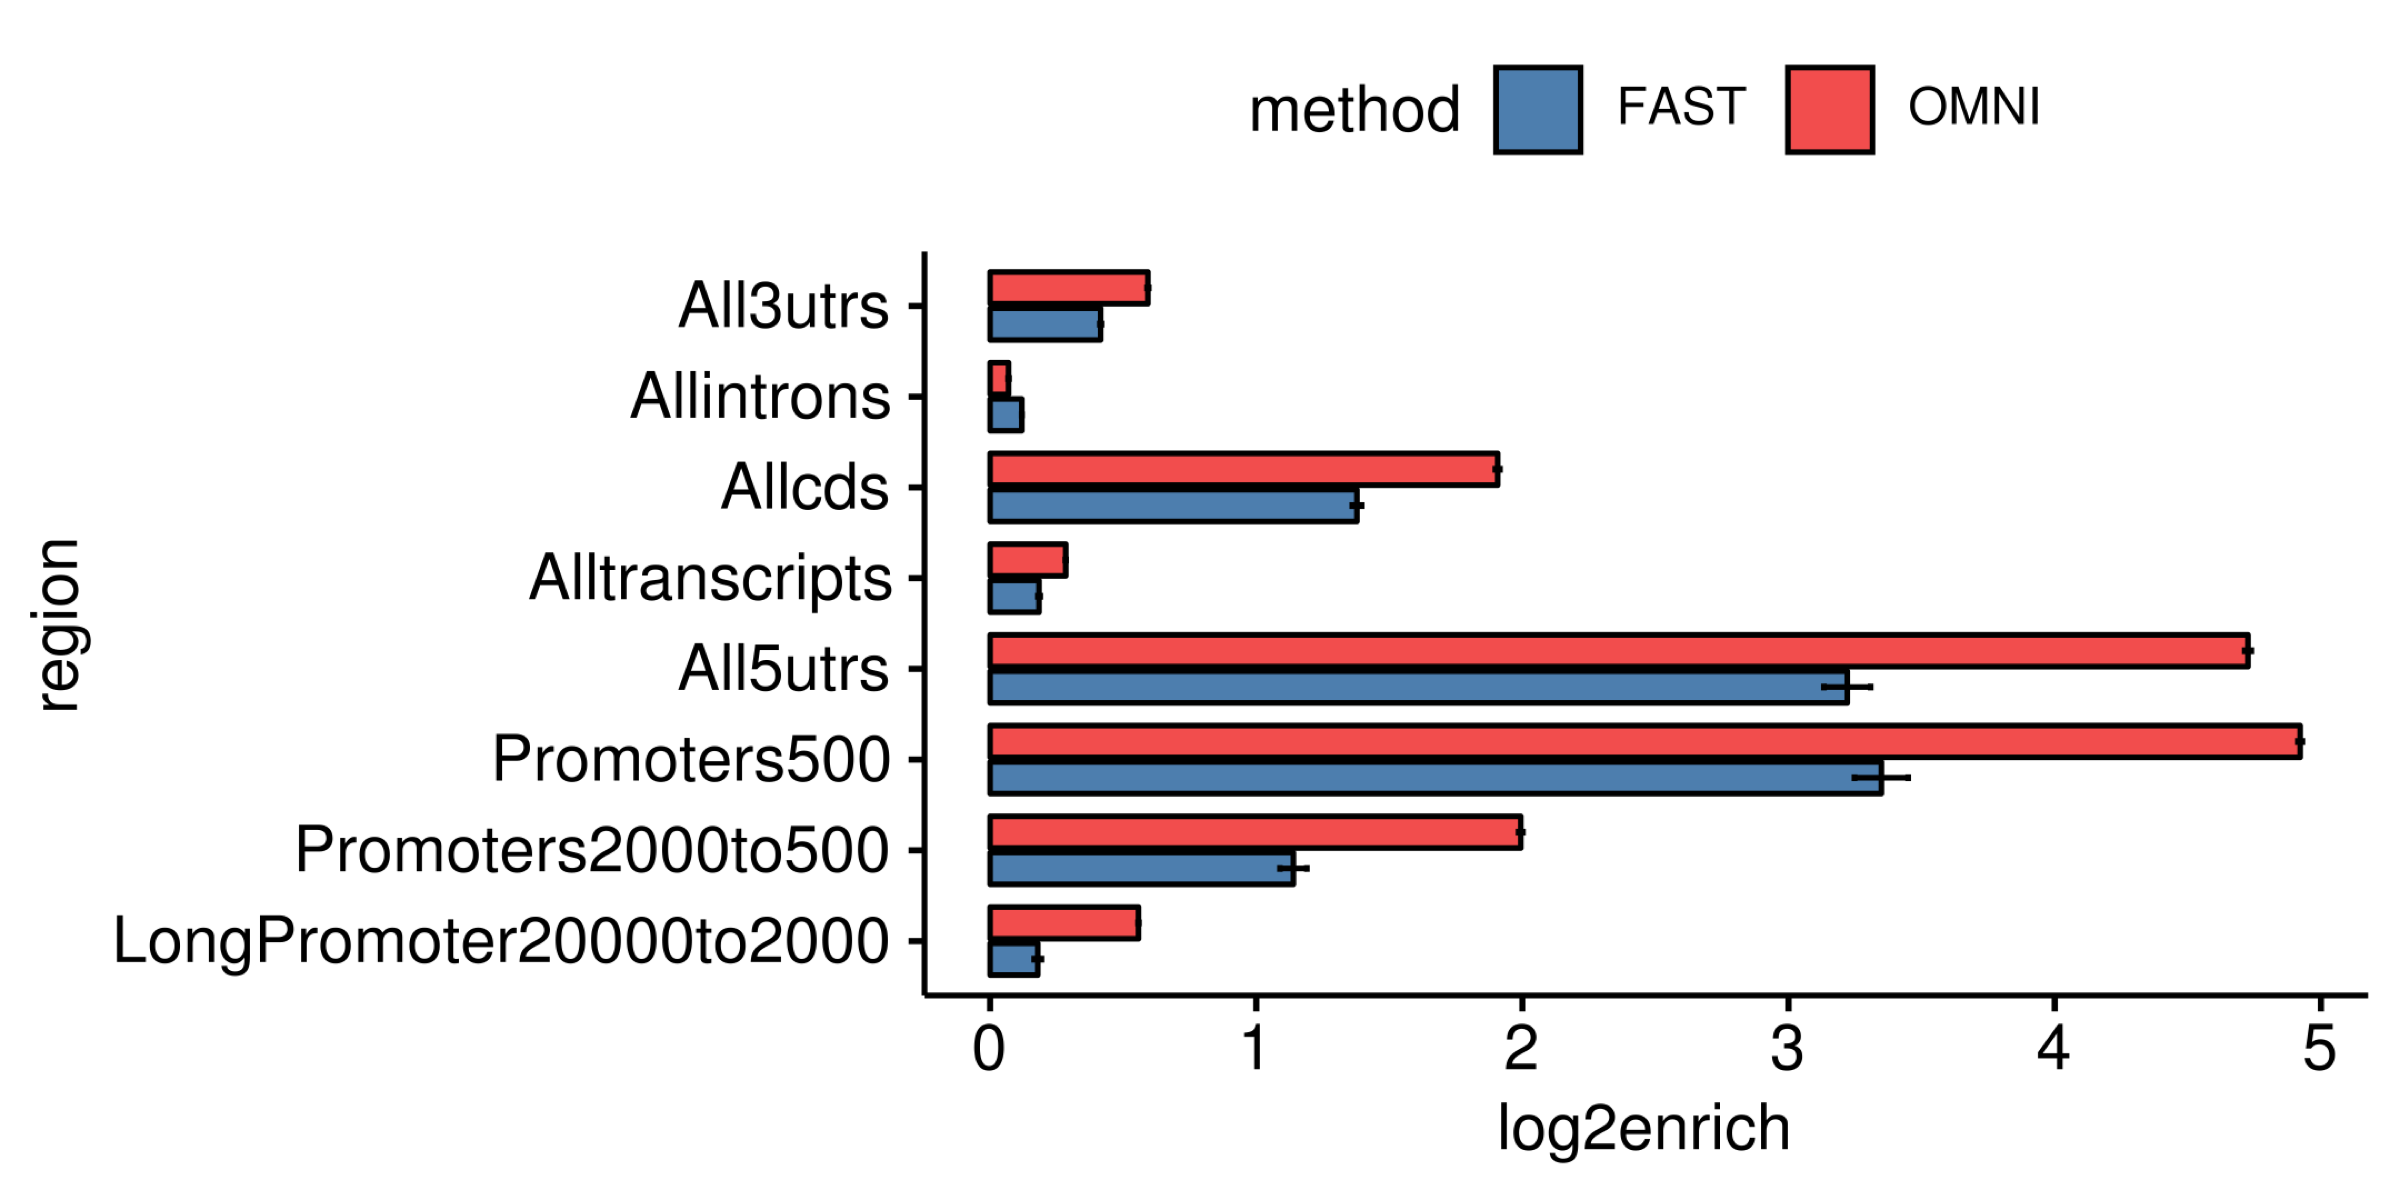 method FAST OMNI
region
All3utrs
Allintrons
Allcds
Alltranscripts
All5utrs
Promoters500
Promoters2000to500
LongPromoter20000to2000
0 1 2 3 4 5
log2enrich